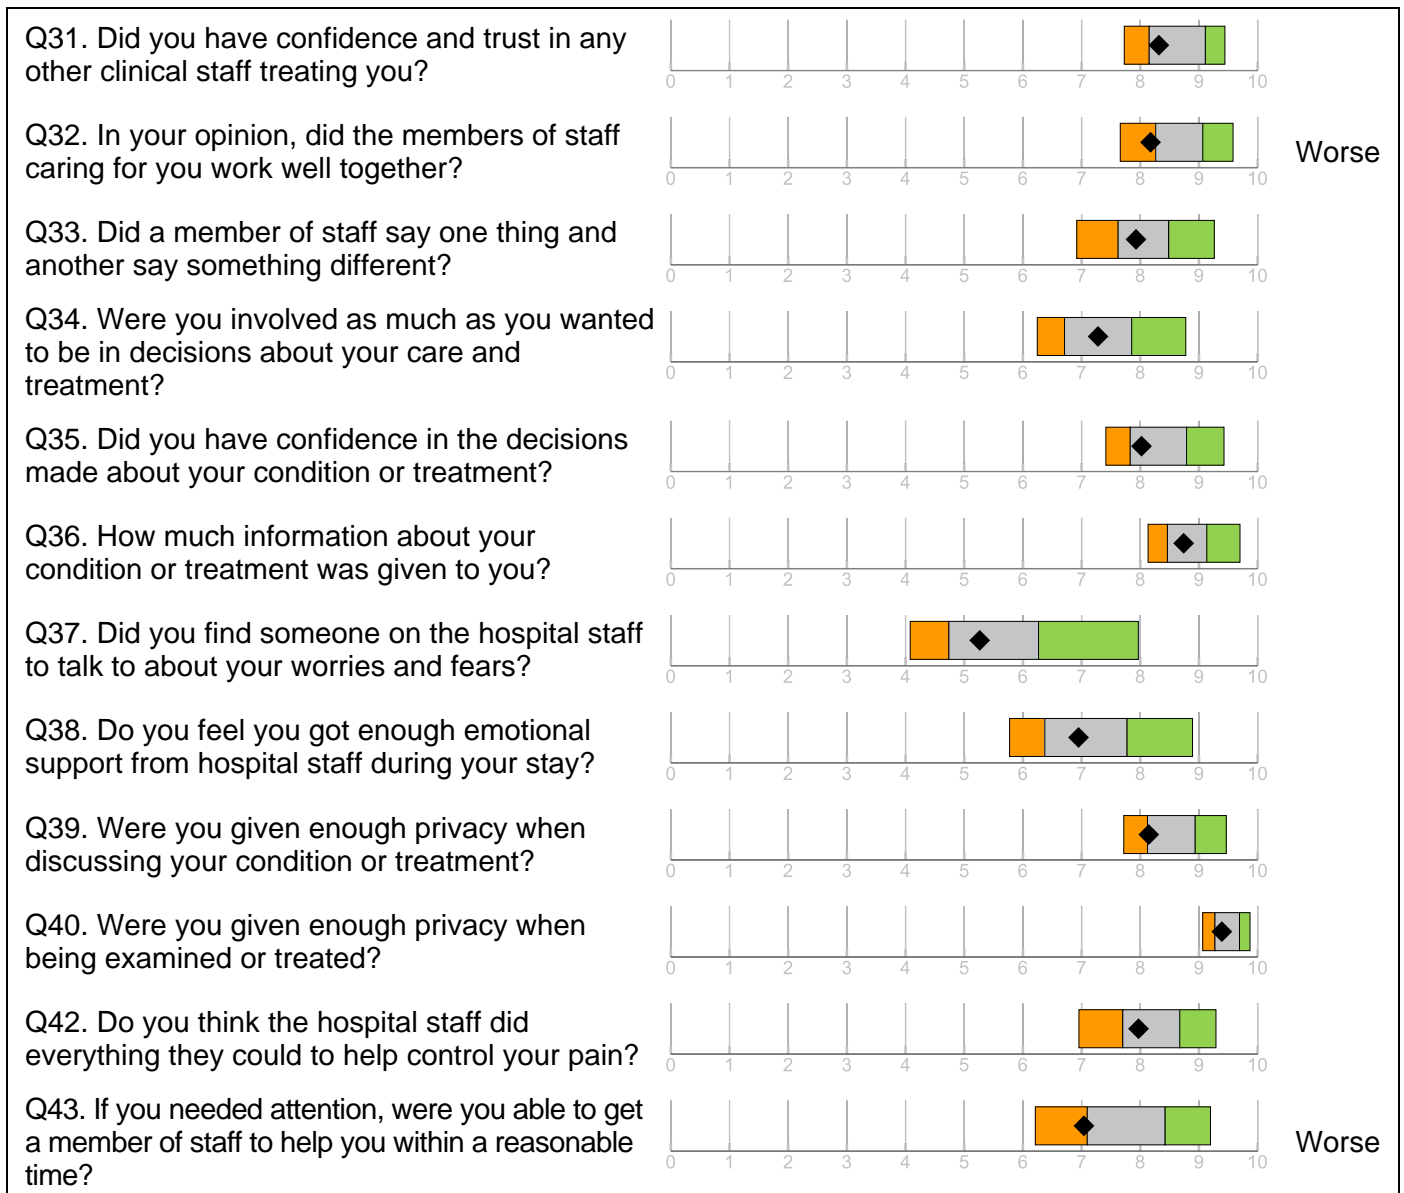 Q31. Did you have confidence and trust in any
other clinical staff treating you?
0 1 2 3 4 5 6 7 8 9 10
Q32. In your opinion, did the members of staff
caring for you work well together?
Worse
0 1 2 3 4 5 6 7 8 9 10
Q33. Did a member of staff say one thing and
another say something different?
0 1 2 3 4 5 6 7 8 9 10
Q34. Were you involved as much as you wanted
to be in decisions about your care and
treatment?
0 1 2 3 4 5 6 7 8 9 10
Q35. Did you have confidence in the decisions
made about your condition or treatment?
0 1 2 3 4 5 6 7 8 9 10
Q36. How much information about your
condition or treatment was given to you?
0 1 2 3 4 5 6 7 8 9 10
Q37. Did you find someone on the hospital staff
to talk to about your worries and fears?
0 1 2 3 4 5 6 7 8 9 10
Q38. Do you feel you got enough emotional
support from hospital staff during your stay?
0 1 2 3 4 5 6 7 8 9 10
Q39. Were you given enough privacy when
discussing your condition or treatment?
0 1 2 3 4 5 6 7 8 9 10
Q40. Were you given enough privacy when
being examined or treated?
0 1 2 3 4 5 6 7 8 9 10
Q42. Do you think the hospital staff did
everything they could to help control your pain?
0 1 2 3 4 5 6 7 8 9 10
Q43. If you needed attention, were you able to get
a member of staff to help you within a reasonable
time?
Worse
0 1 2 3 4 5 6 7 8 9 10